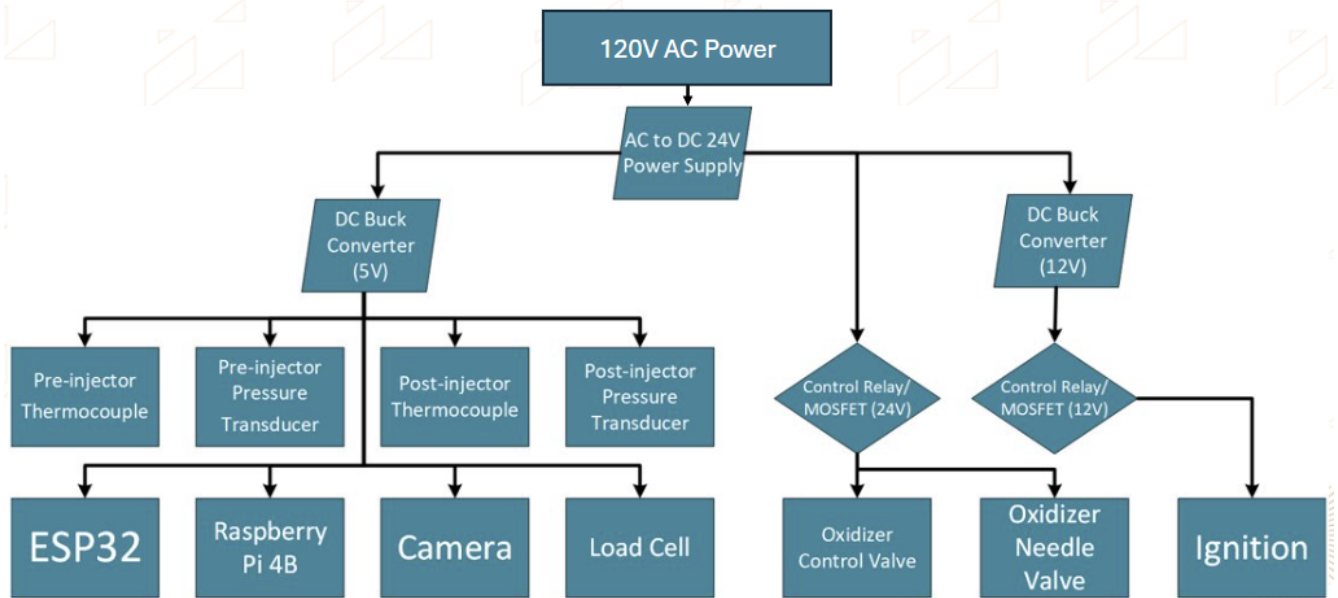 120V AC Power
AC to DC 24V
Power Supply
DC Buck
Converter
(5V)
DC Buck
Converter
(12V)
Pre-injector
Thermocouple
Pre-injector
Pressure
Transducer
Post-injector
Thermocouple
Post-injector
Pressure
Transducer
Control Relay/
MOSFET (24V)
Control Relay/
MOSFET (12V)
ESP32
Raspberry
Pi 4B
Camera
Load Cell
Oxidizer
Control Valve
Oxidizer
Needle
Valve
Ignition